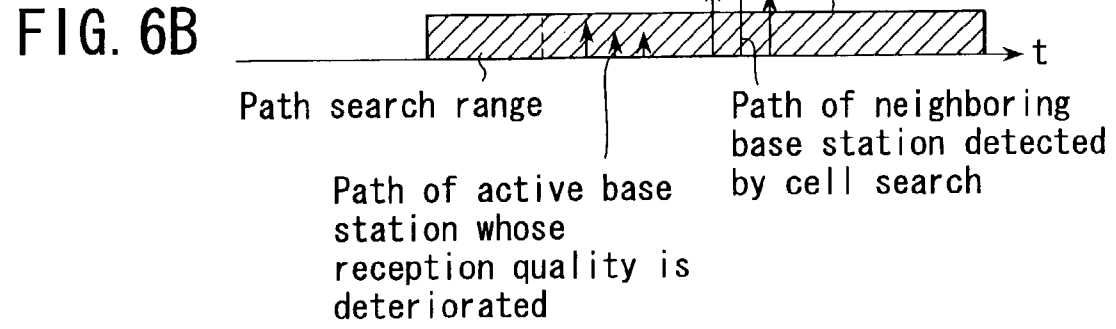 FIG. 6B
t
Path search range
Path of neighboring
base station detected
by cell search
Path of active base
station whose
reception quality is
deteriorated